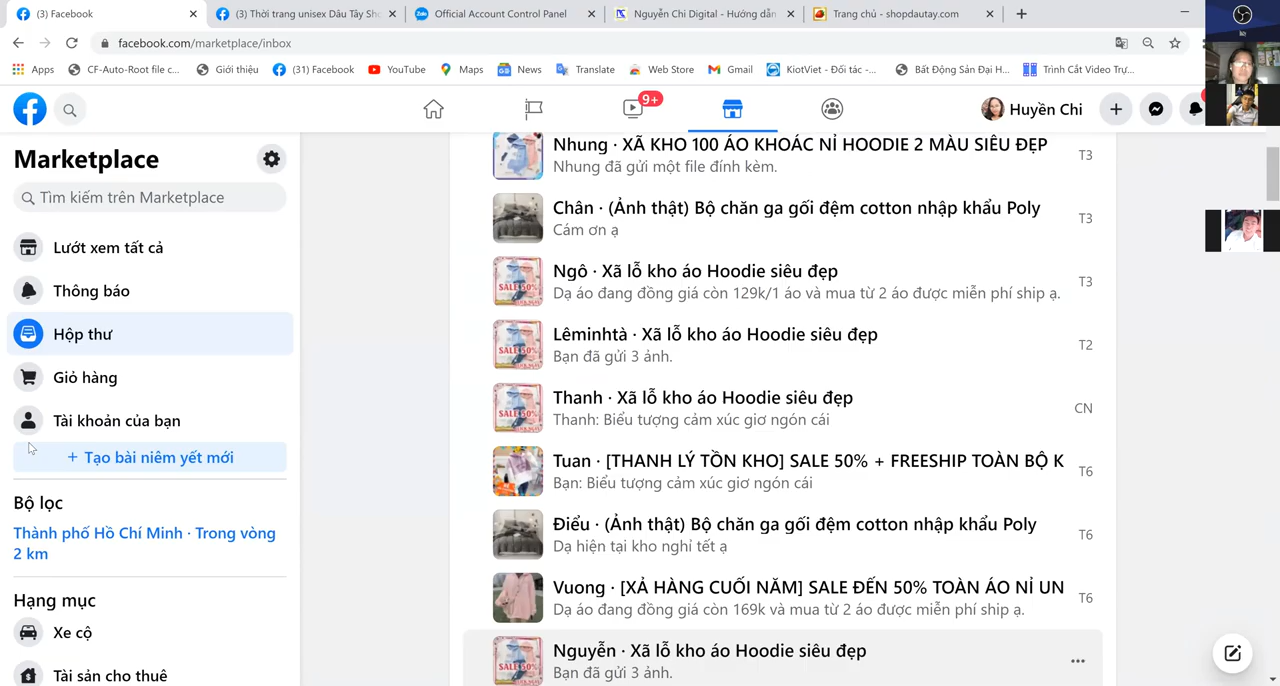 (3) Facebook
(3) Thời trang unisex Dâu Tây Sho
Official Account Control Panel
Nguyễn Chi Digital - Hướng dẫn
Trang chủ - shopdautay.com
facebook.com/marketplace/inbox
Apps
CF-Auto-Root file c...
Giới thiệu
(31) Facebook
YouTube
Maps
News
Translate
Web Store
Gmail
KiotViet - Đối tác -...
Bất Động Sản Đại H...
Trình Cắt Video Trự...
9+
Huyền Chi
Marketplace
Tìm kiếm trên Marketplace
Lướt xem tất cả
Thông báo
Hộp thư
Giỏ hàng
Tài khoản của bạn
+ Tạo bài niêm yết mới
Bộ lọc
Thành phố Hồ Chí Minh · Trong vòng
2 km
Hạng mục
Xe cộ
Tài sản cho thuê
Nhung · XÃ KHO 100 ÁO KHOÁC NỈ HOODIE 2 MÀU SIÊU ĐẸP
Nhung đã gửi một file đính kèm.
T3
Chân · (Ảnh thật) Bộ chăn ga gối đệm cotton nhập khẩu Poly
Cám ơn ạ
T3
Ngô · Xã lỗ kho áo Hoodie siêu đẹp
Dạ áo đang đồng giá còn 129k/1 áo và mua từ 2 áo được miễn phí ship ạ.
T3
SALE 50%
Lêminhtà · Xã lỗ kho áo Hoodie siêu đẹp
Bạn đã gửi 3 ảnh.
T2
SALE 50%
Thanh · Xã lỗ kho áo Hoodie siêu đẹp
Thanh: Biểu tượng cảm xúc giơ ngón cái
CN
SALE 50%
Tuan · [THANH LÝ TỒN KHO] SALE 50% + FREESHIP TOÀN BỘ K
Bạn: Biểu tượng cảm xúc giơ ngón cái
T6
Điểu · (Ảnh thật) Bộ chăn ga gối đệm cotton nhập khẩu Poly
Dạ hiện tại kho nghỉ tết ạ
T6
Vuong · [XẢ HÀNG CUỐI NĂM] SALE ĐẾN 50% TOÀN ÁO NỈ UN
Dạ áo đang đồng giá còn 169k và mua từ 2 áo được miễn phí ship ạ.
T6
Nguyễn · Xã lỗ kho áo Hoodie siêu đẹp
Bạn đã gửi 3 ảnh.
SALE 50%